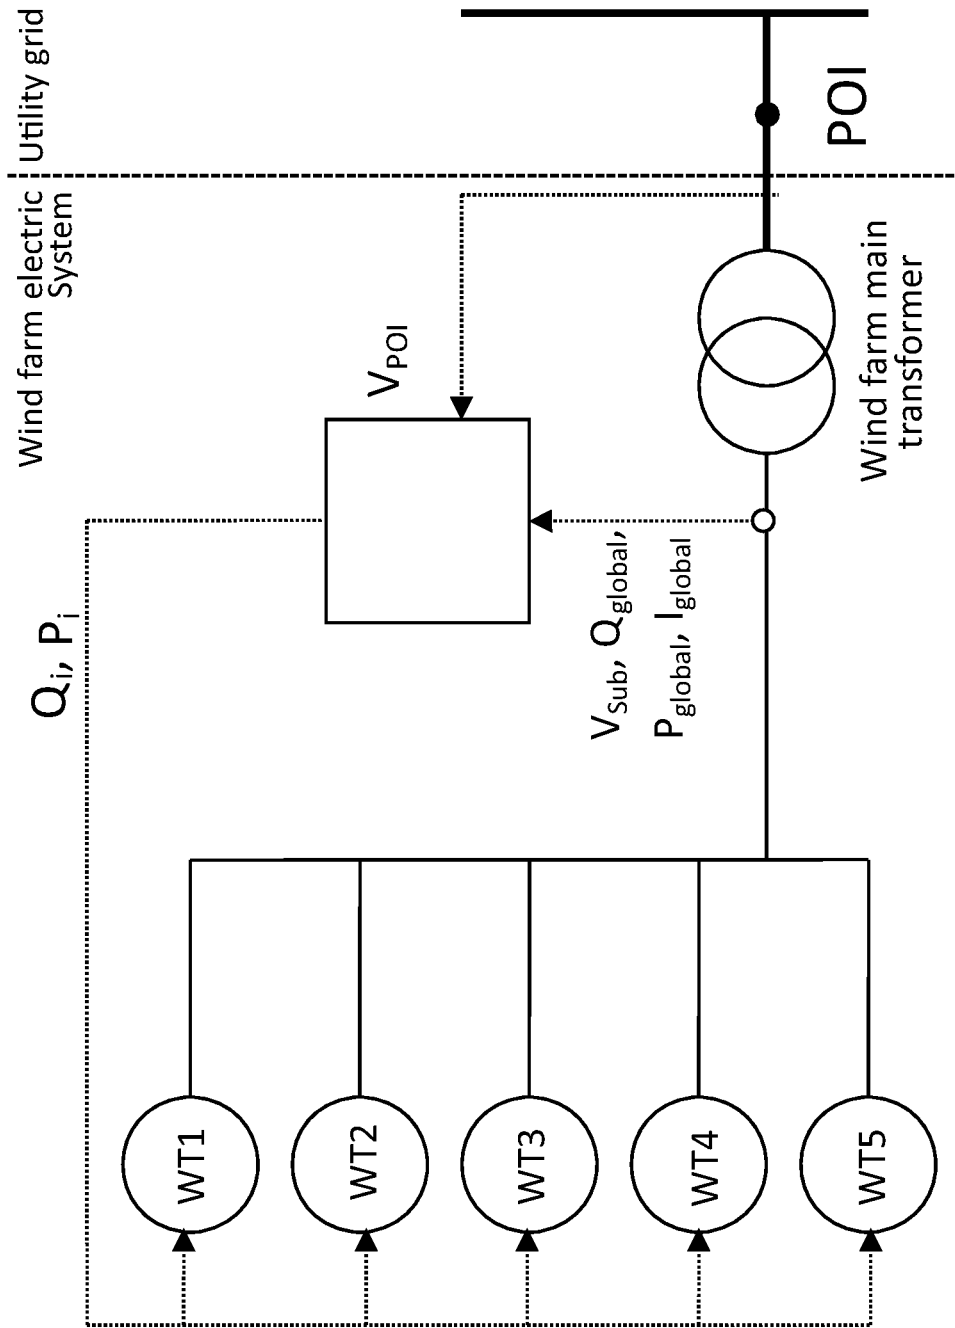 Wind farm electric
System
Utility grid
Q_i, P_i
V_POI
V_Sub, Q_global,
P_global, I_global
POI
Wind farm main
transformer
WT1
WT2
WT3
WT4
WT5